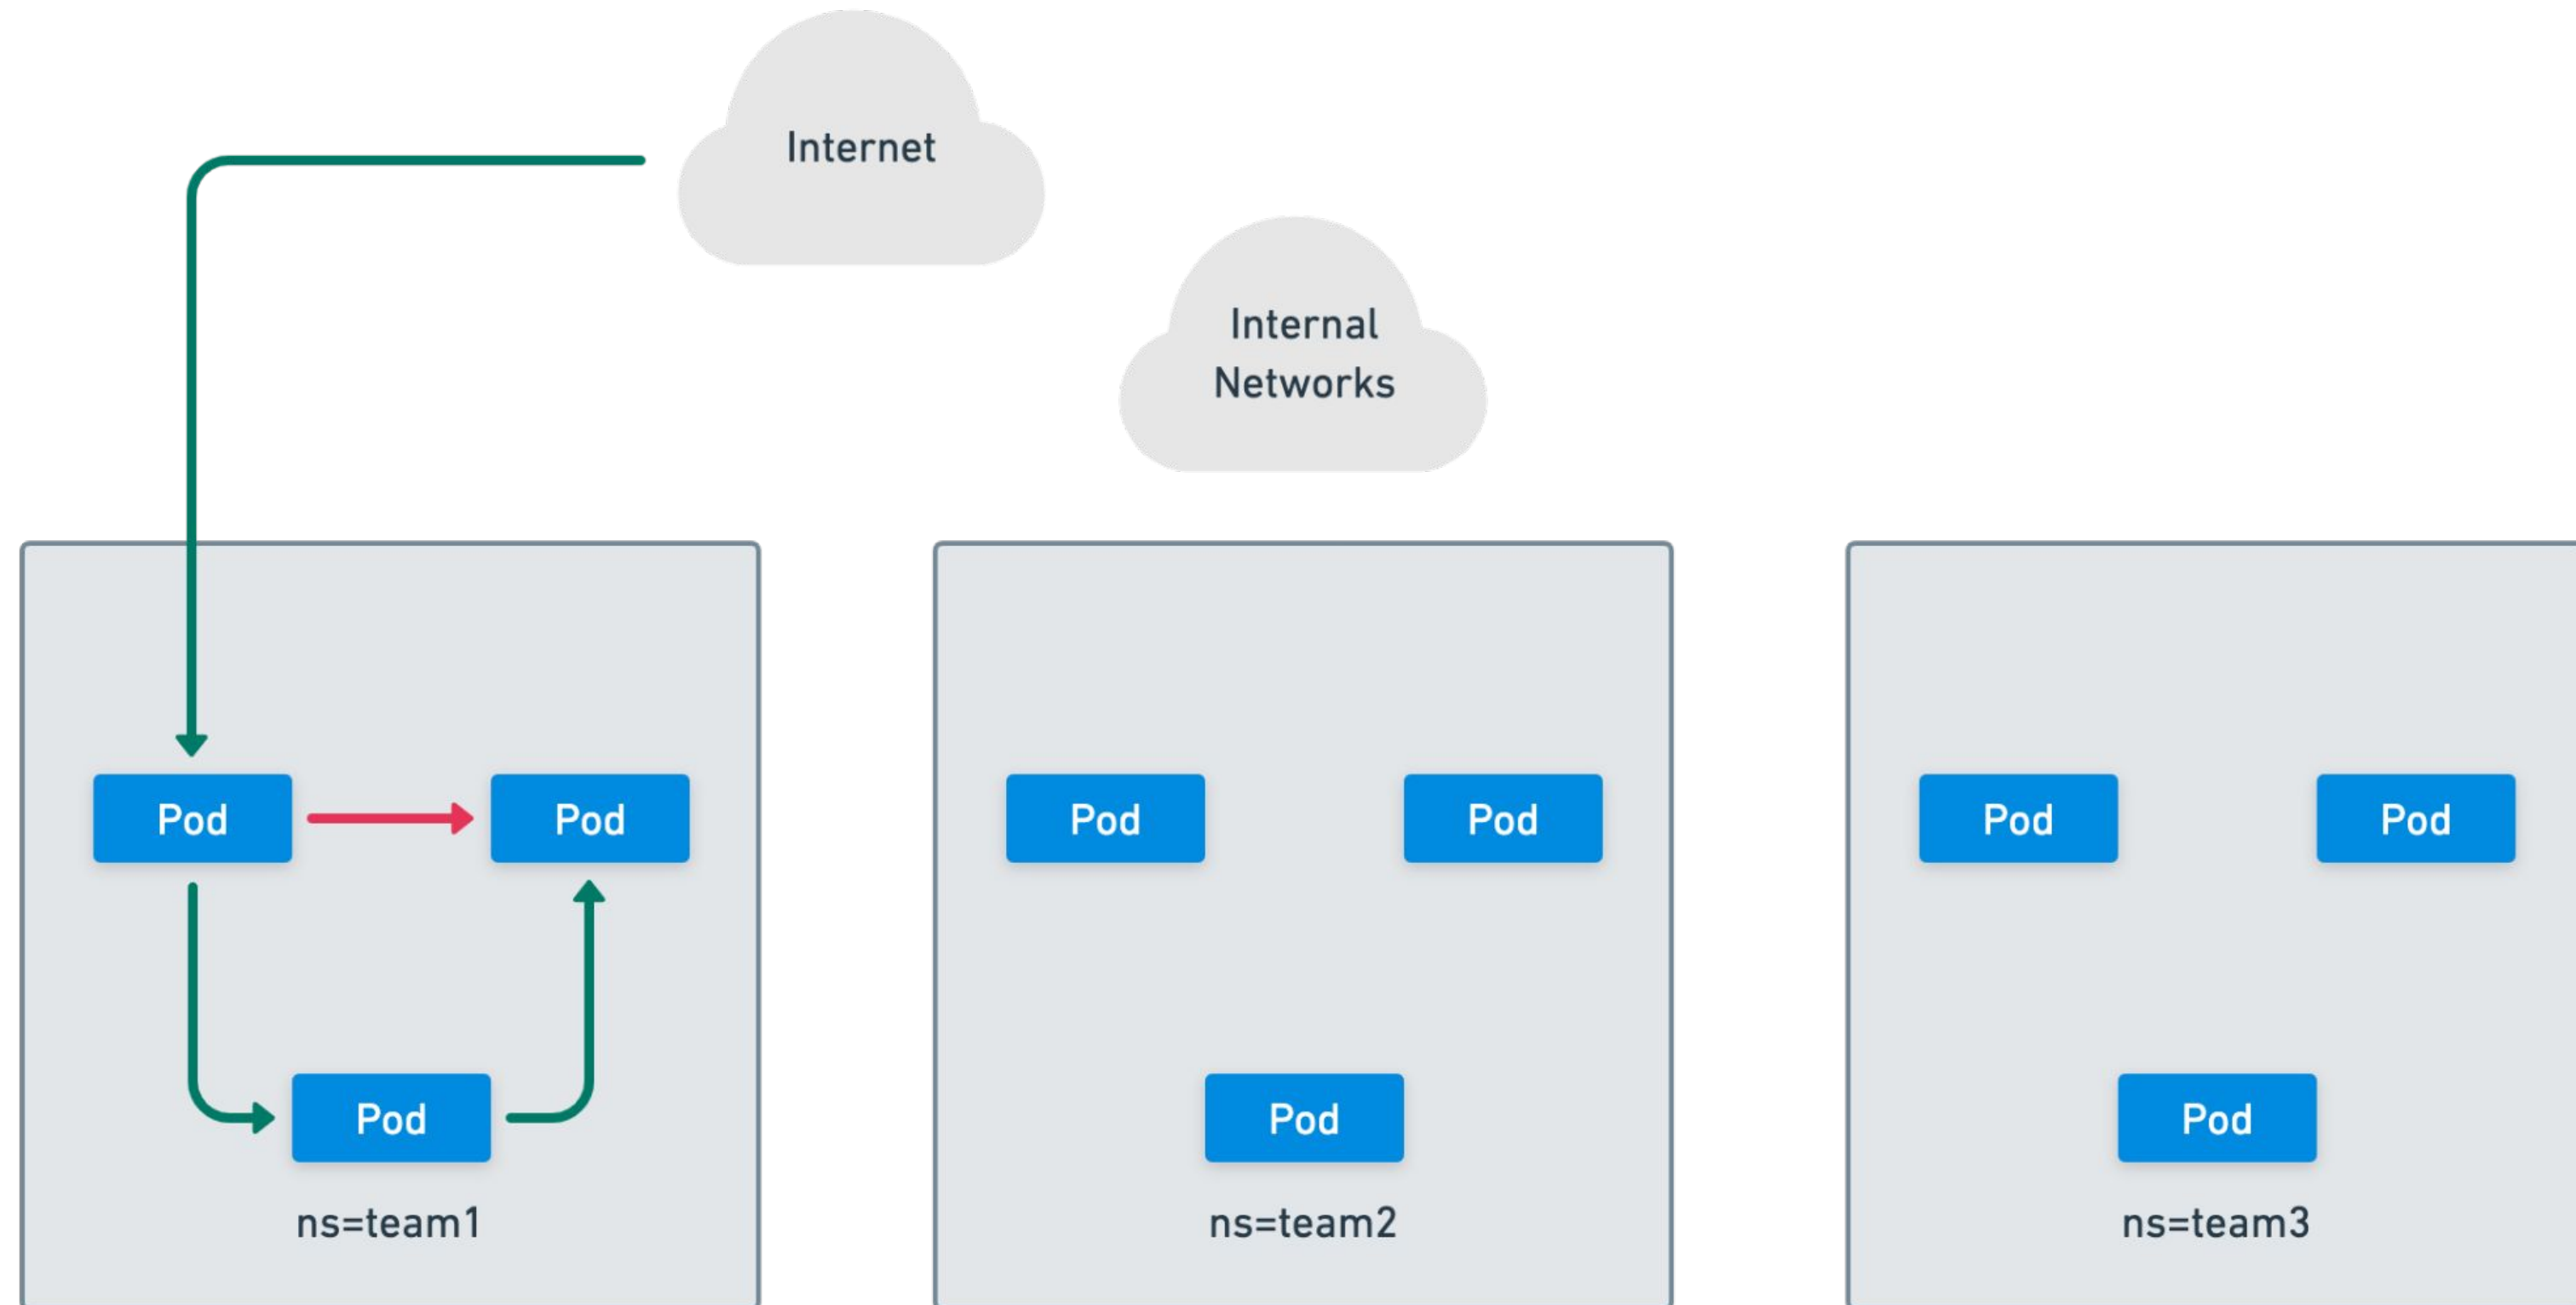 Internet
Internal
Networks
Pod
Pod
Pod
Pod
Pod
Pod
Pod
Pod
Pod
ns=team1
ns=team2
ns=team3